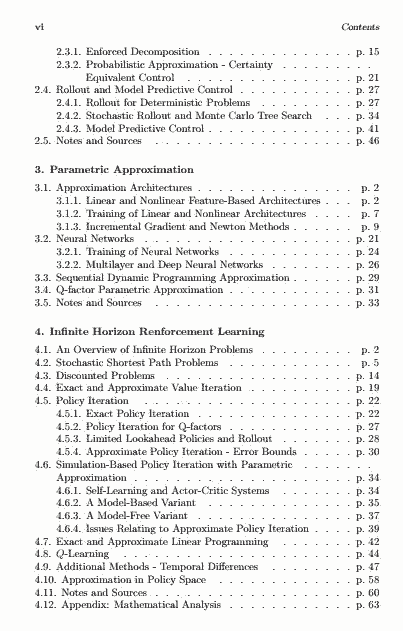 vi Contents
2.3.1. Enforced Decomposition . . . . . . . . . . . . . p. 15
2.3.2. Probabilistic Approximation - Certainty . . . . . . . .
Equivalent Control . . . . . . . . . . . . . . . p. 21
2.4. Rollout and Model Predictive Control . . . . . . . . . . p. 27
2.4.1. Rollout for Deterministic Problems . . . . . . . . p. 27
2.4.2. Stochastic Rollout and Monte Carlo Tree Search . . . p. 34
2.4.3. Model Predictive Control . . . . . . . . . . . . . p. 41
2.5. Notes and Sources . . . . . . . . . . . . . . . . . p. 46
3. Parametric Approximation
3.1. Approximation Architectures . . . . . . . . . . . . . p. 2
3.1.1. Linear and Nonlinear Feature-Based Architectures . . . p. 2
3.1.2. Training of Linear and Nonlinear Architectures . . . . p. 7
3.1.3. Incremental Gradient and Newton Methods . . . . . . p. 9
3.2. Neural Networks . . . . . . . . . . . . . . . . . . p. 21
3.2.1. Training of Neural Networks . . . . . . . . . . . p. 24
3.2.2. Multilayer and Deep Neural Networks . . . . . . . p. 26
3.3. Sequential Dynamic Programming Approximation . . . . . p. 29
3.4. Q-factor Parametric Approximation . . . . . . . . . . . p. 31
3.5. Notes and Sources . . . . . . . . . . . . . . . . . p. 33
4. Infinite Horizon Renforcement Learning
4.1. An Overview of Infinite Horizon Problems . . . . . . . . p. 2
4.2. Stochastic Shortest Path Problems . . . . . . . . . . . p. 5
4.3. Discounted Problems . . . . . . . . . . . . . . . . p. 14
4.4. Exact and Approximate Value Iteration . . . . . . . . . p. 19
4.5. Policy Iteration . . . . . . . . . . . . . . . . . . p. 22
4.5.1. Exact Policy Iteration . . . . . . . . . . . . . . p. 22
4.5.2. Policy Iteration for Q-factors . . . . . . . . . . . p. 27
4.5.3. Limited Lookahead Policies and Rollout . . . . . . . p. 28
4.5.4. Approximate Policy Iteration - Error Bounds . . . . . p. 30
4.6. Simulation-Based Policy Iteration with Parametric . . . . . . .
Approximation . . . . . . . . . . . . . . . . . . p. 34
4.6.1. Self-Learning and Actor-Critic Systems . . . . . . p. 34
4.6.2. A Model-Based Variant . . . . . . . . . . . . . p. 35
4.6.3. A Model-Free Variant . . . . . . . . . . . . . . p. 37
4.6.4. Issues Relating to Approximate Policy Iteration . . . . p. 39
4.7. Exact and Approximate Linear Programming . . . . . . . p. 42
4.8. Q-Learning . . . . . . . . . . . . . . . . . . . . p. 44
4.9. Additional Methods - Temporal Differences . . . . . . . . p. 47
4.10. Approximation in Policy Space . . . . . . . . . . . . p. 58
4.11. Notes and Sources . . . . . . . . . . . . . . . . . p. 60
4.12. Appendix: Mathematical Analysis . . . . . . . . . . . p. 63